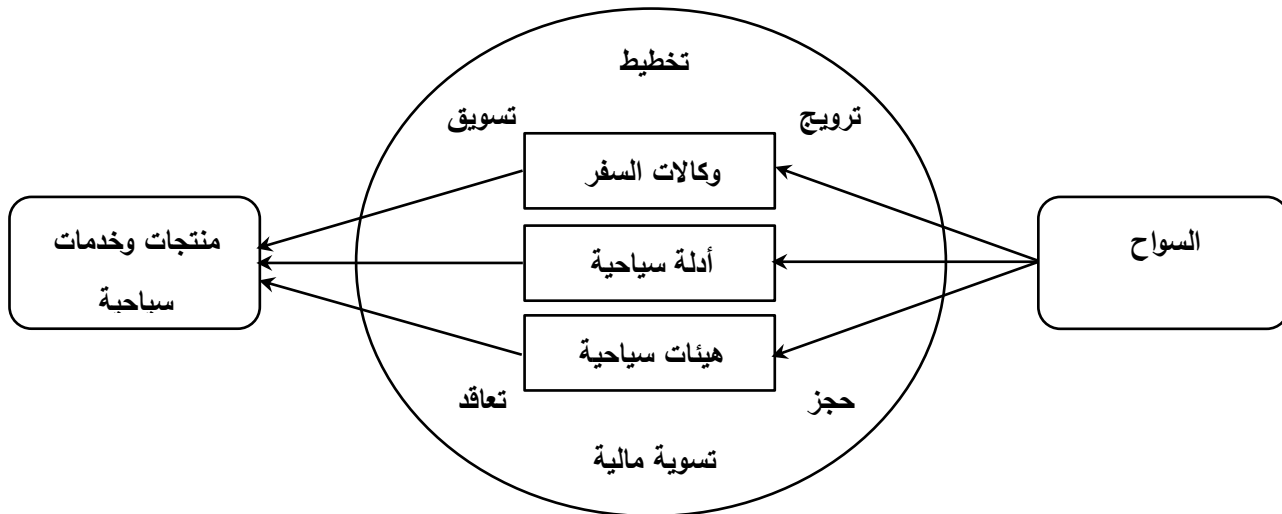 تخطيط
ترويج
تسويق
وكالات السفر
السواح
أدلة سياحية
منتجات وخدمات
سياحية
هيئات سياحية
حجز
تعاقد
تسوية مالية